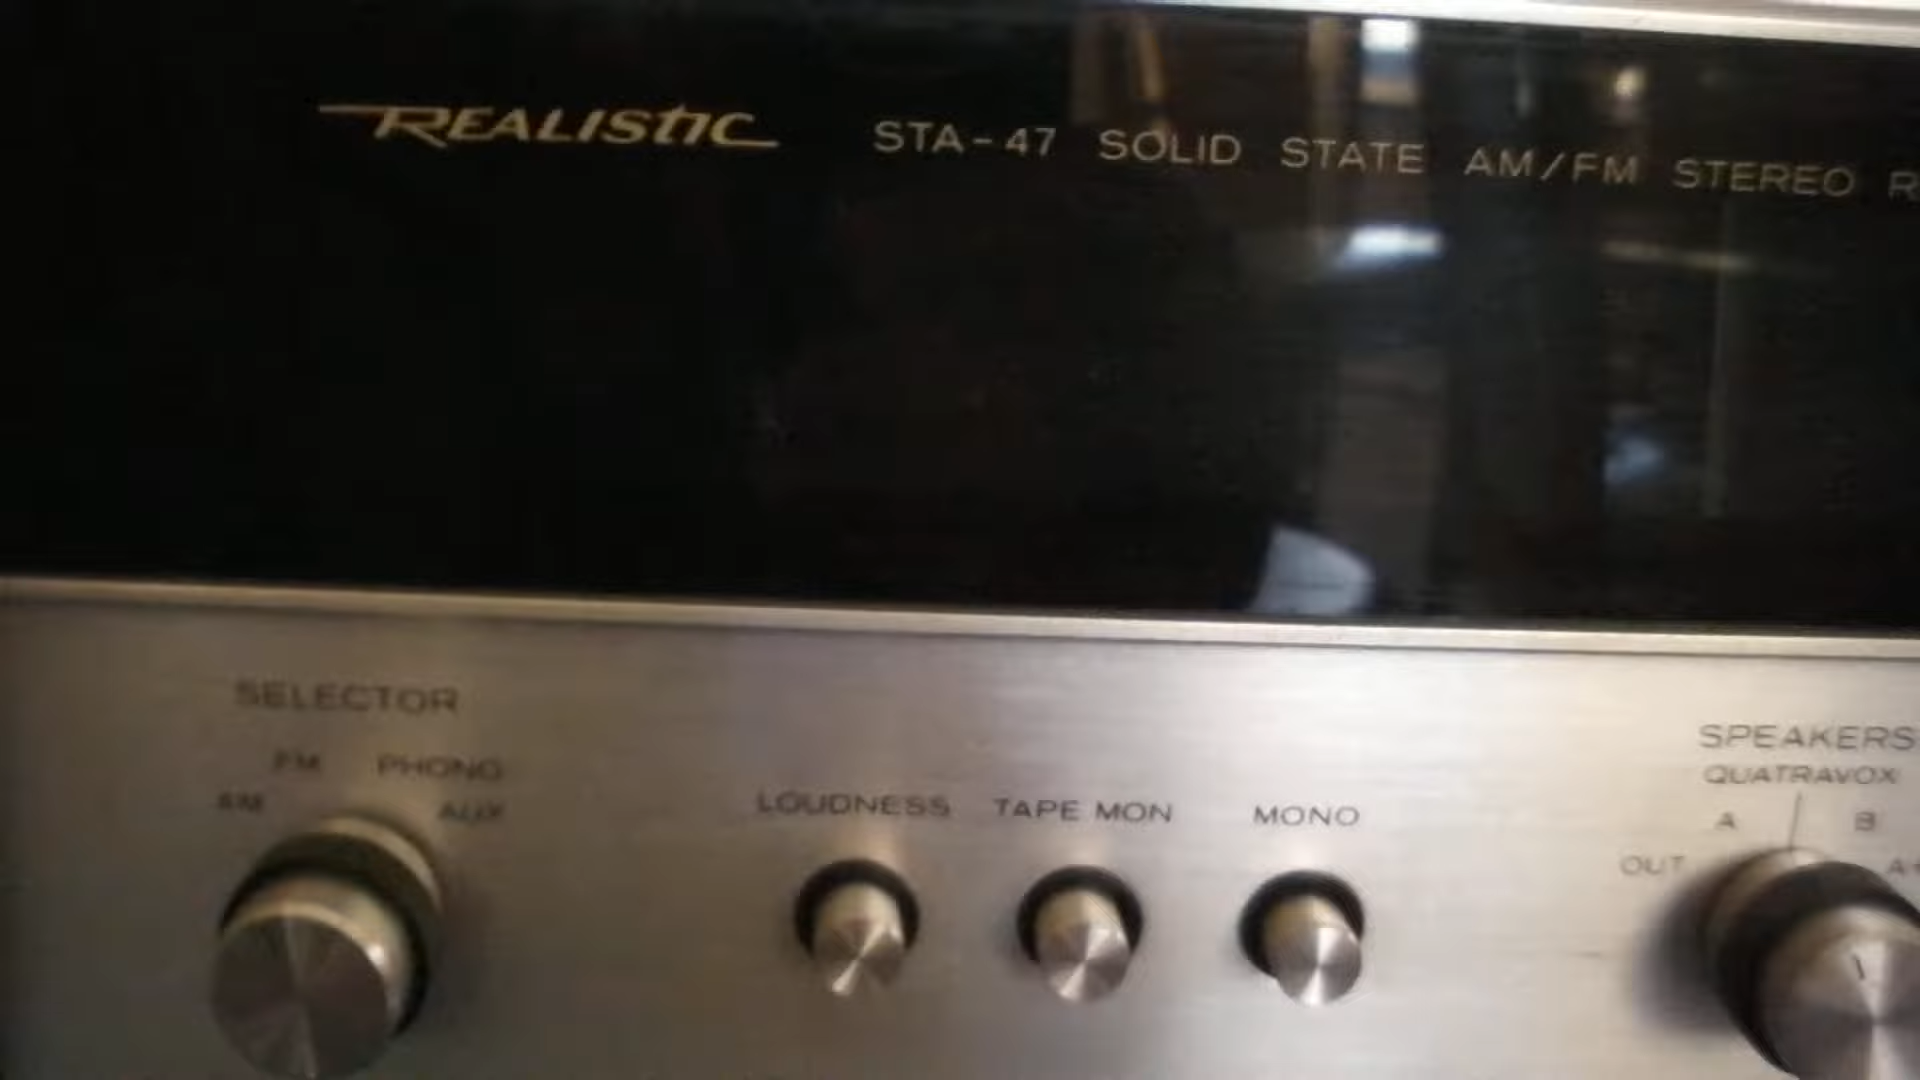 REALISTIC STA-47 SOLID STATE AM/FM STEREO
SELECTOR
FM PHONO
AM AUX
LOUDNESS TAPE MON MONO
SPEAKERS
QUATRAVOX
A B
OUT